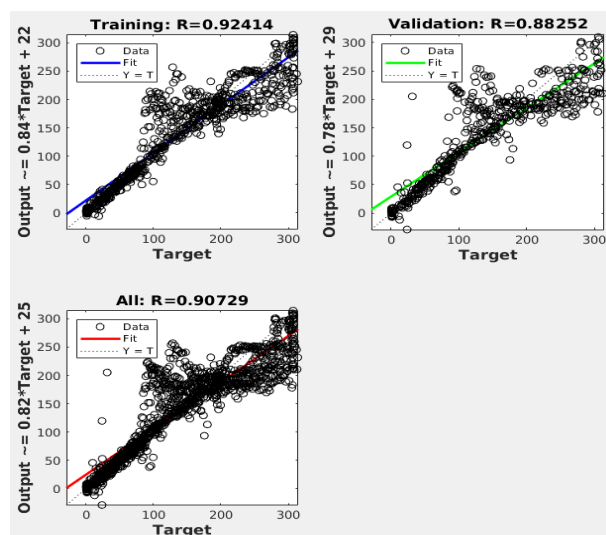 Training: R=0.92414
Output ~= 0.84*Target + 22
300
250
200
150
100
50
0
Data
Fit
Y = T
0 100 200 300
Target
Validation: R=0.88252
Output ~= 0.78*Target + 29
300
250
200
150
100
50
0
Data
Fit
Y = T
0 100 200 300
Target
All: R=0.90729
Output ~= 0.82*Target + 25
300
250
200
150
100
50
0
Data
Fit
Y = T
0 100 200 300
Target